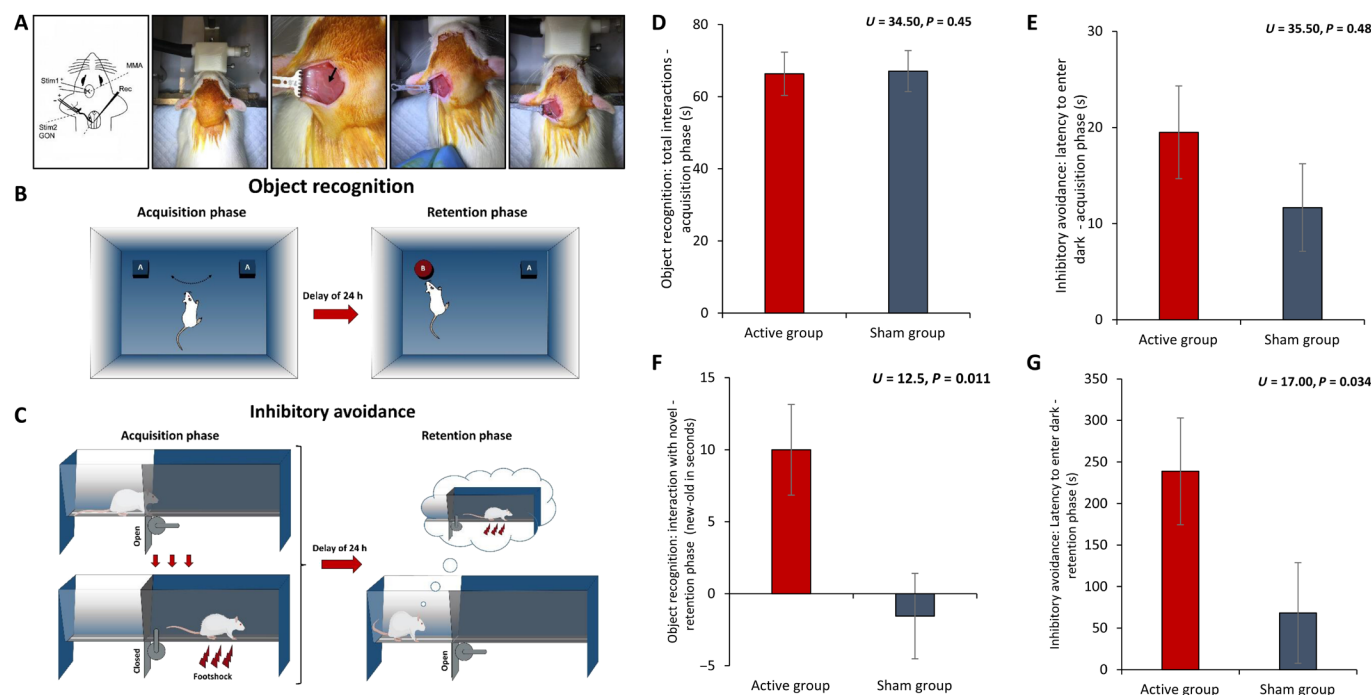 A
Stim1
MMA
Rec
Stim2
GON
B
Object recognition
Acquisition phase
Retention phase
A
A
B
A
Delay of 24 h
C
Inhibitory avoidance
Acquisition phase
Retention phase
Open
Closed
Footshock
Delay of 24 h
Open
D
U = 34.50, P = 0.45
Object recognition: total interactions -
acquisition phase (s)
80
70
60
50
40
20
0
Active group
Sham group
E
U = 35.50, P = 0.48
Inhibitory avoidance: latency to enter
dark - acquisition phase (s)
30
20
10
0
Active group
Sham group
F
U = 12.5, P = 0.011
Object recognition: interaction with novel -
retention phase (new-old in seconds)
15
10
5
0
−5
Active group
Sham group
G
U = 17.00, P = 0.034
Inhibitory avoidance: Latency to enter dark -
retention phase (s)
350
300
250
200
150
100
50
0
Active group
Sham group